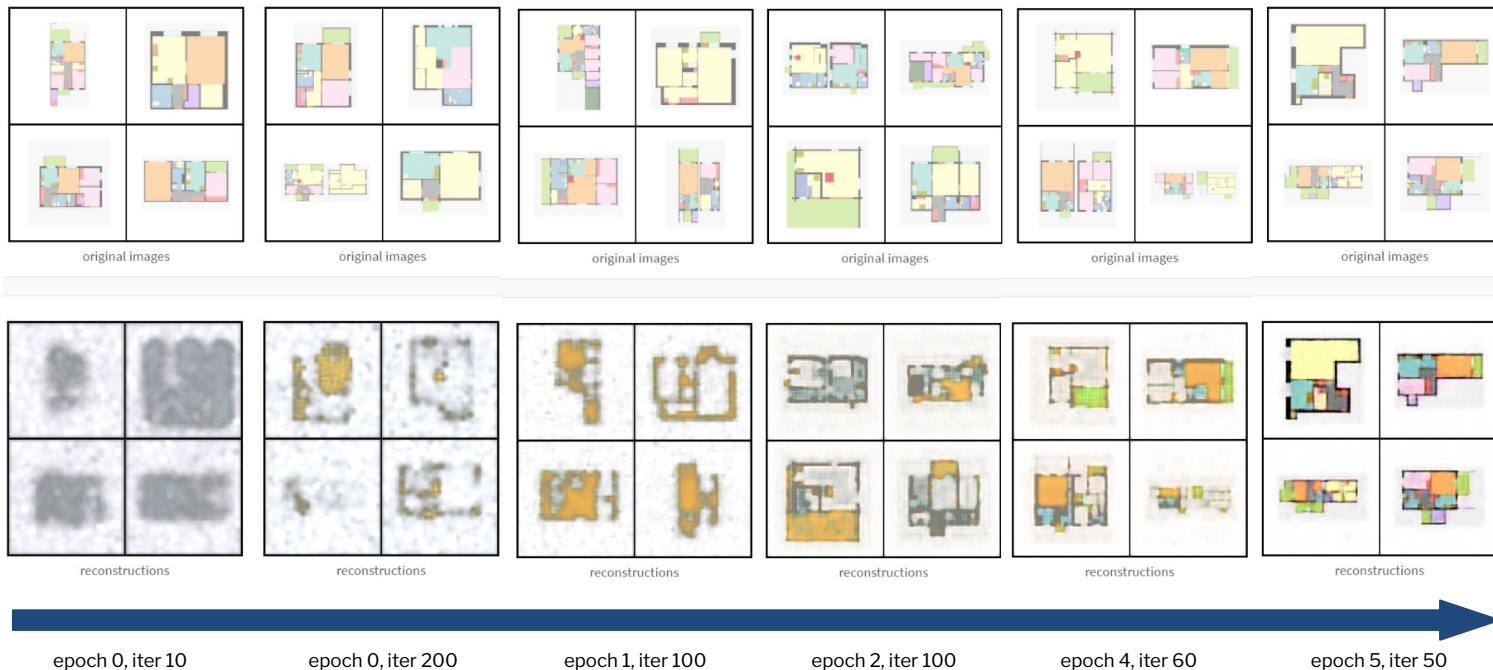 original images original images original images original images original images original images
reconstructions reconstructions reconstructions reconstructions reconstructions reconstructions
epoch 0, iter 10 epoch 0, iter 200 epoch 1, iter 100 epoch 2, iter 100 epoch 4, iter 60 epoch 5, iter 50